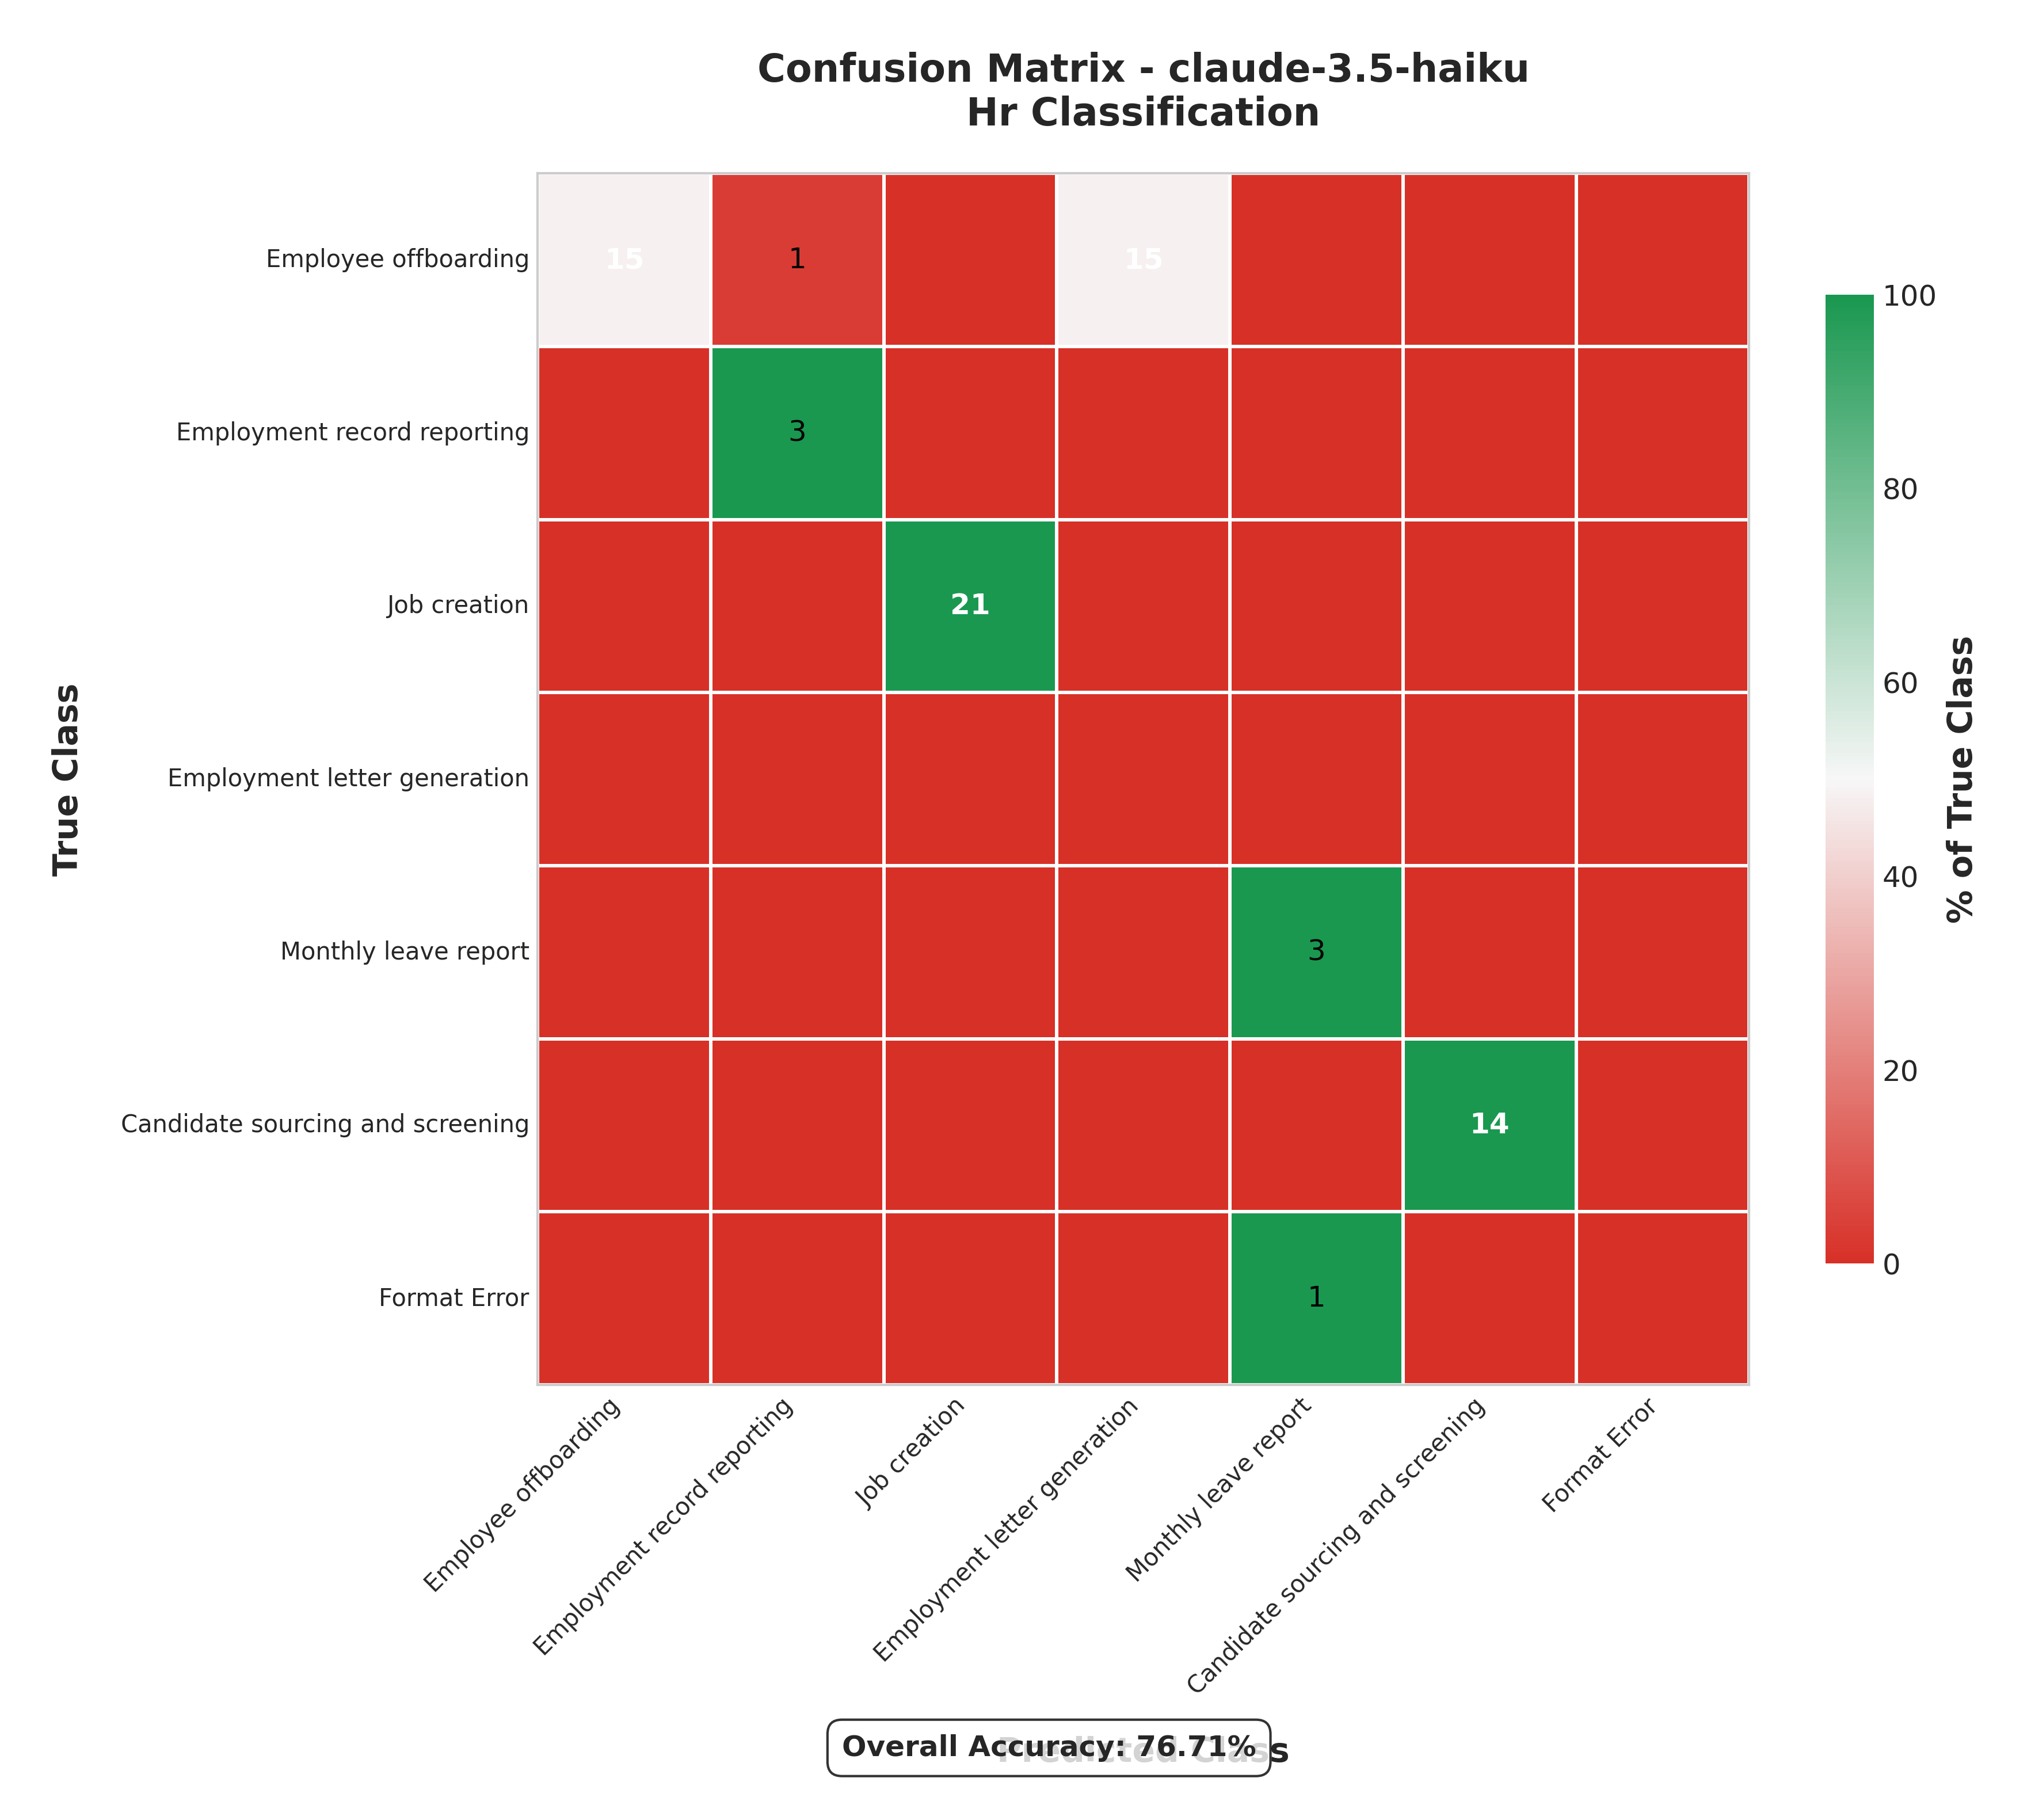 Confusion Matrix - claude-3.5-haiku
Hr Classification
True Class
Employee offboarding
15 1 15
Employment record reporting
3
Job creation
21
Employment letter generation
Monthly leave report
3
Candidate sourcing and screening
14
Format Error
1
Employee offboarding
Employment record reporting
Job creation
Employment letter generation
Monthly leave report
Candidate sourcing and screening
Format Error
Predicted Class
Overall Accuracy: 76.71%
100
80
60
40
20
0
% of True Class